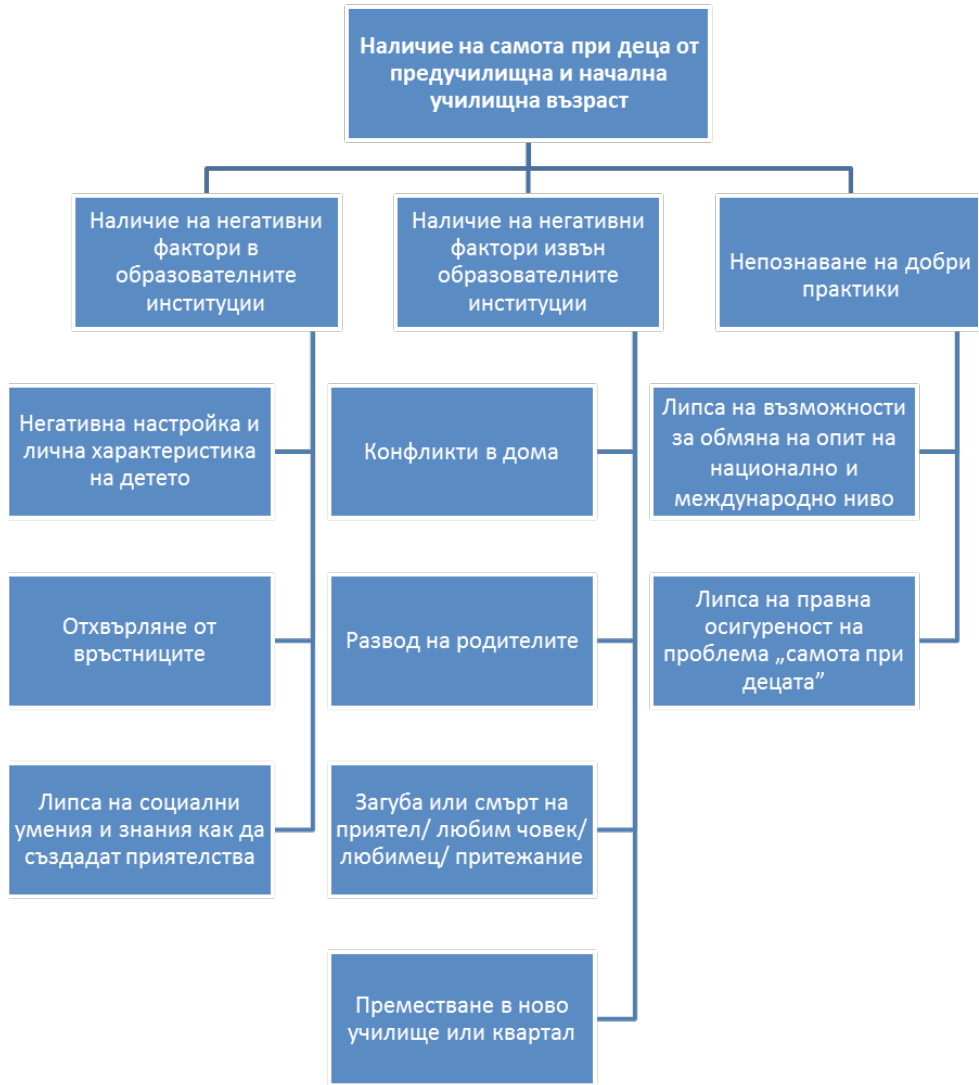 Наличие на самота при деца от
предучилищна и начална
училищна възраст
Наличие на негативни
фактори в
образователните
институции
Наличие на негативни
фактори извън
образователните
институции
Непознаване на добри
практики
Негативна настройка и
лична характеристика
на детето
Конфликти в дома
Липса на възможности
за обмяна на опит на
национално и
международно ниво
Отхвърляне от
връстниците
Развод на родителите
Липса на правна
осигуреност на
проблема „самота при
децата”
Липса на социални
умения и знания как да
създадат приятелства
Загуба или смърт на
приятел/ любим човек/
любимец/ притежание
Преместване в ново
училище или квартал